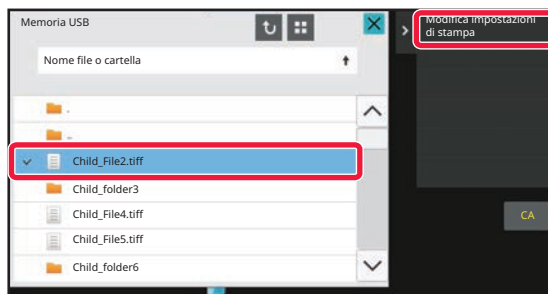 Memoria USB
Modifica impostazioni
di stampa
Nome file o cartella
.
..
Child_File2.tiff
Child_folder3
Child_File4.tiff
CA
Child_File5.tiff
Child_folder6